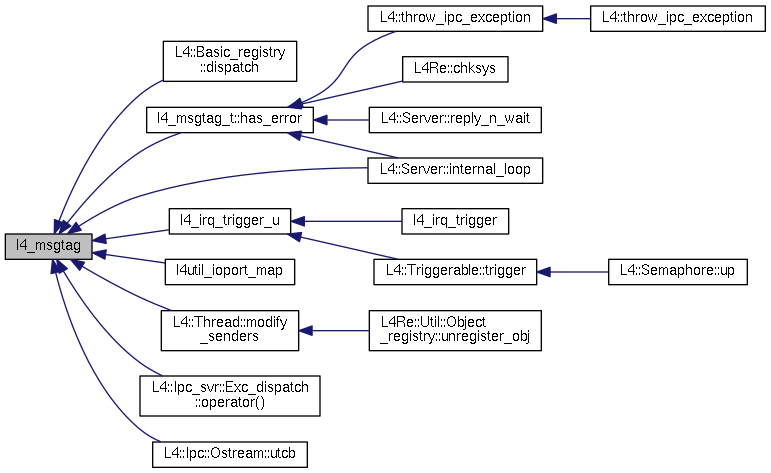 L4::throw_ipc_exception
L4::throw_ipc_exception
L4::Basic_registry
::dispatch
L4Re::chksys
l4_msgtag_t::has_error
L4::Server::reply_n_wait
L4::Server::internal_loop
l4_irq_trigger_u
l4_irq_trigger
l4_msgtag
l4util_ioport_map
L4::Triggerable::trigger
L4::Semaphore::up
L4::Thread::modify
_senders
L4Re::Util::Object
_registry::unregister_obj
L4::Ipc_svr::Exc_dispatch
::operator()
L4::Ipc::Ostream::utcb